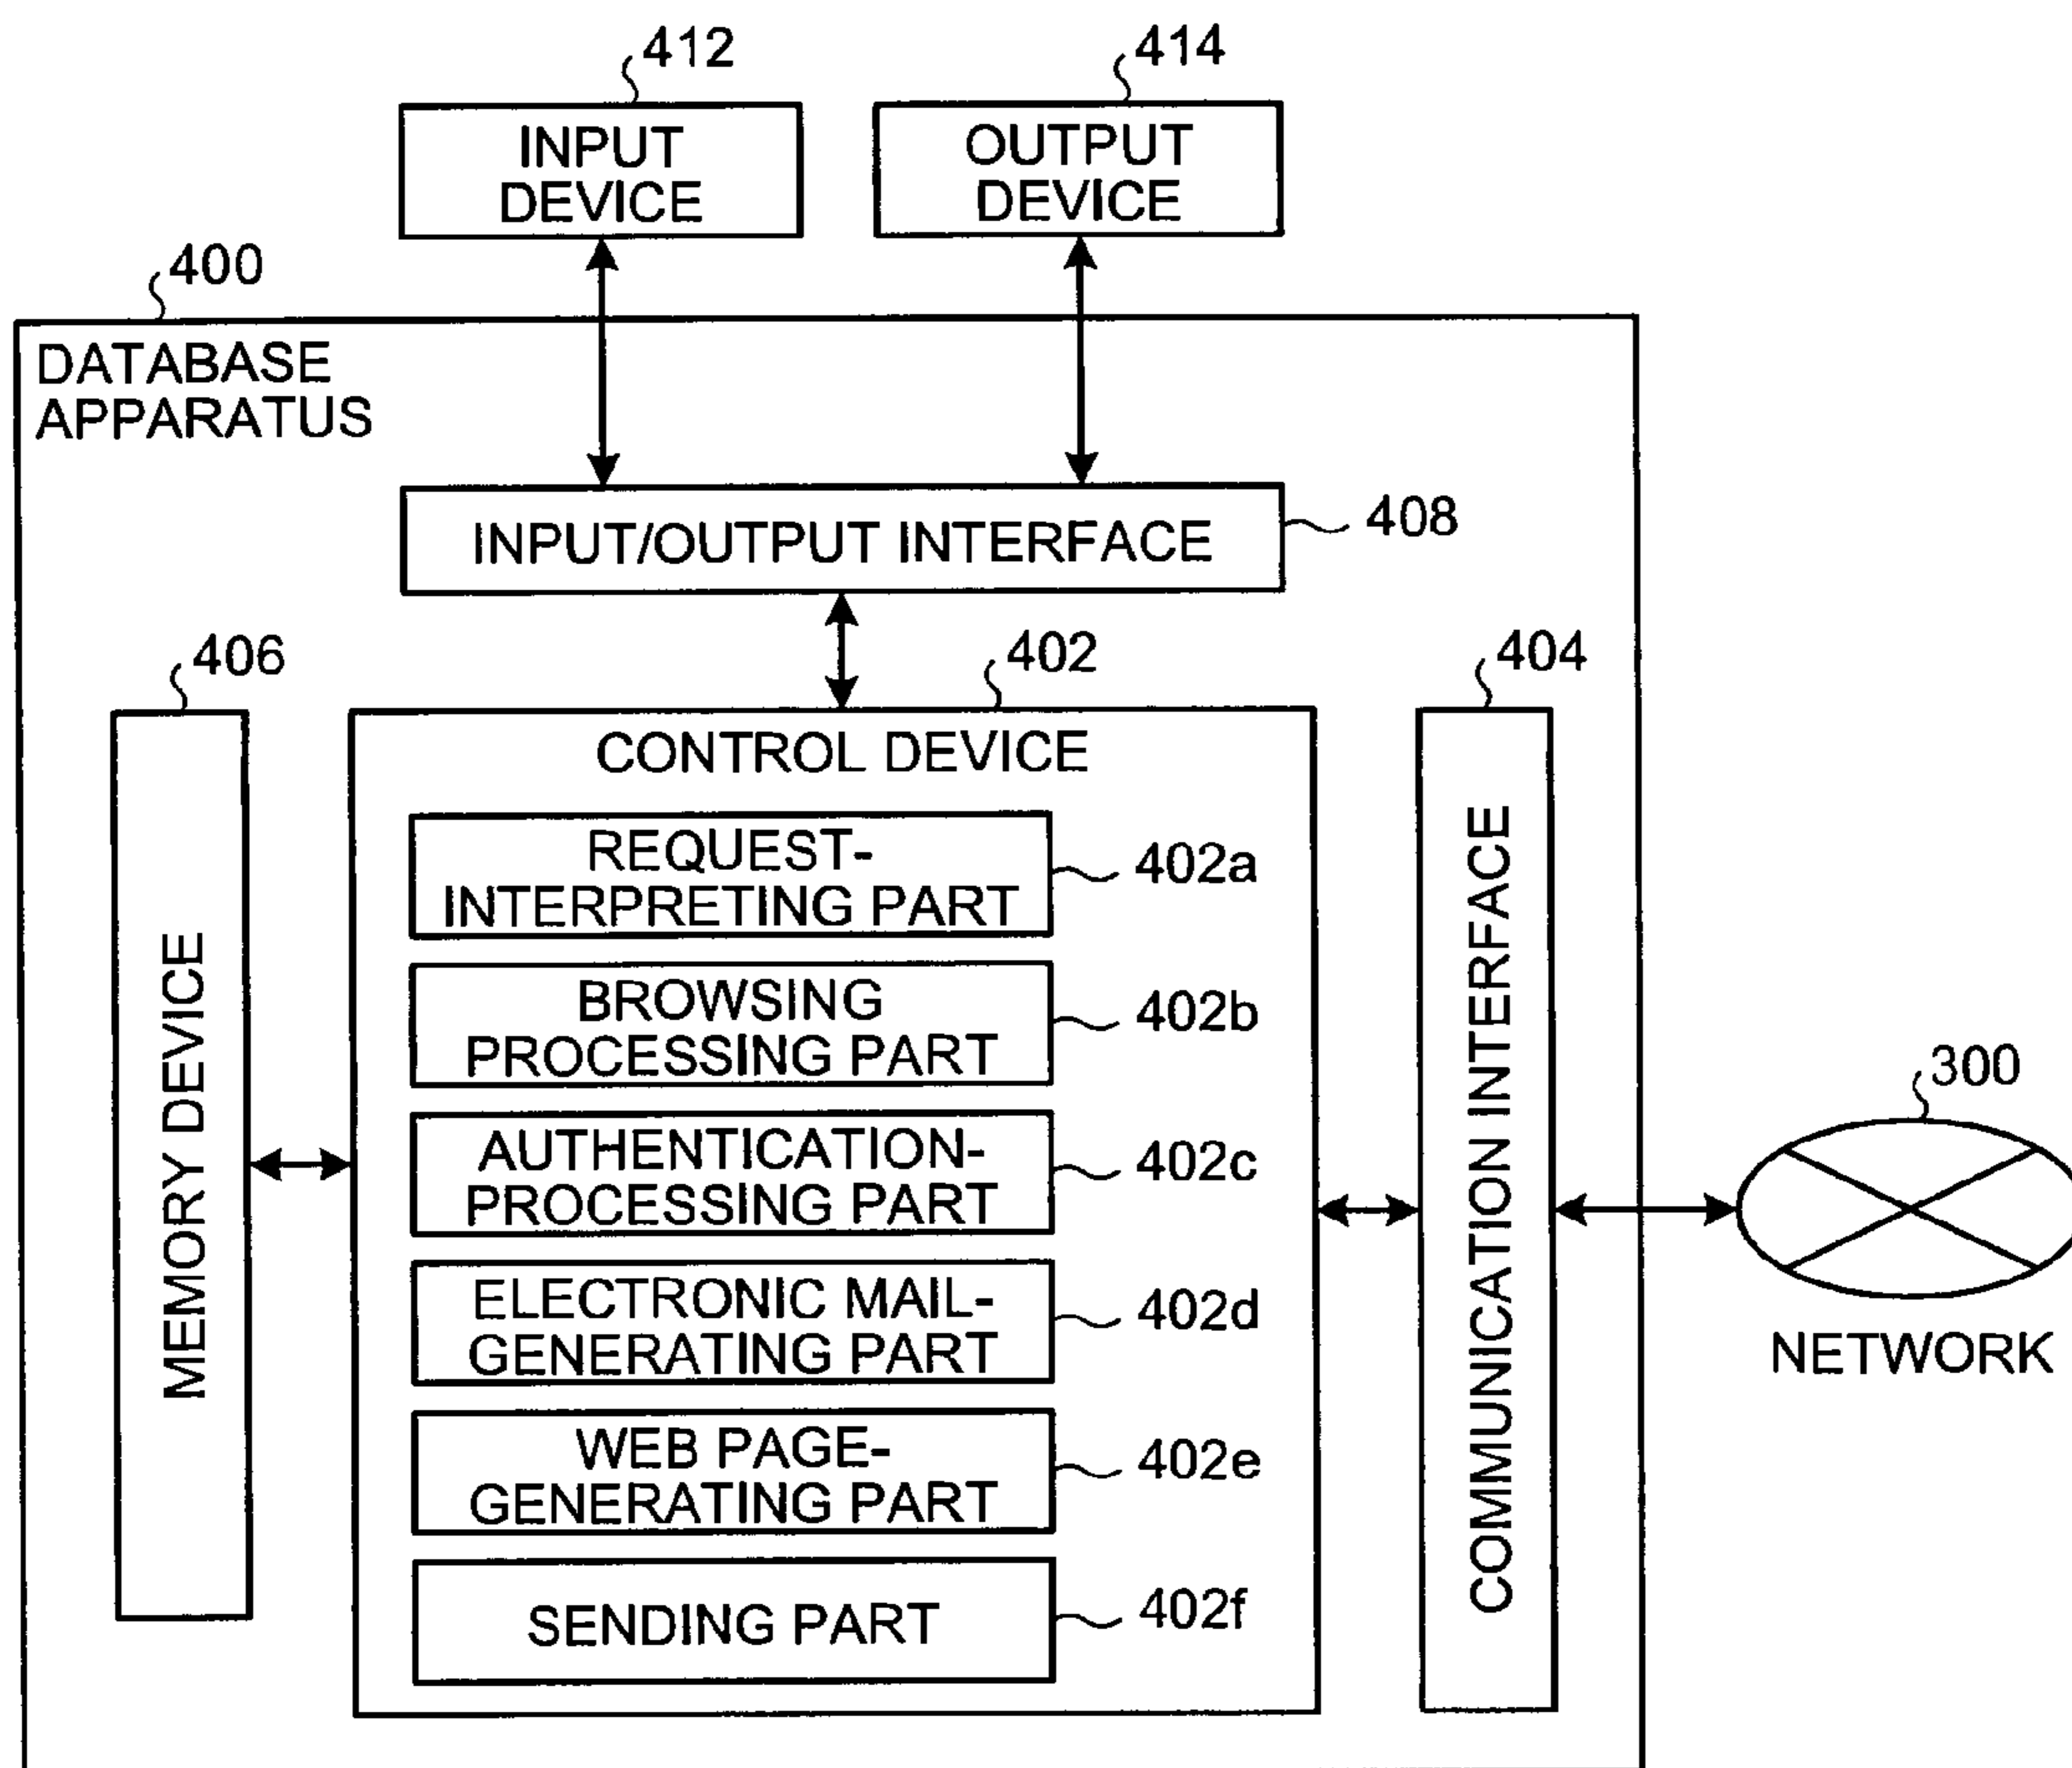 412
414
INPUT
DEVICE
OUTPUT
DEVICE
400
DATABASE
APPARATUS
INPUT/OUTPUT INTERFACE
408
406
402
404
MEMORY DEVICE
CONTROL DEVICE
REQUEST-
INTERPRETING PART
402a
BROWSING
PROCESSING PART
402b
AUTHENTICATION-
PROCESSING PART
402c
ELECTRONIC MAIL-
GENERATING PART
402d
WEB PAGE-
GENERATING PART
402e
SENDING PART
402f
COMMUNICATION INTERFACE
300
NETWORK